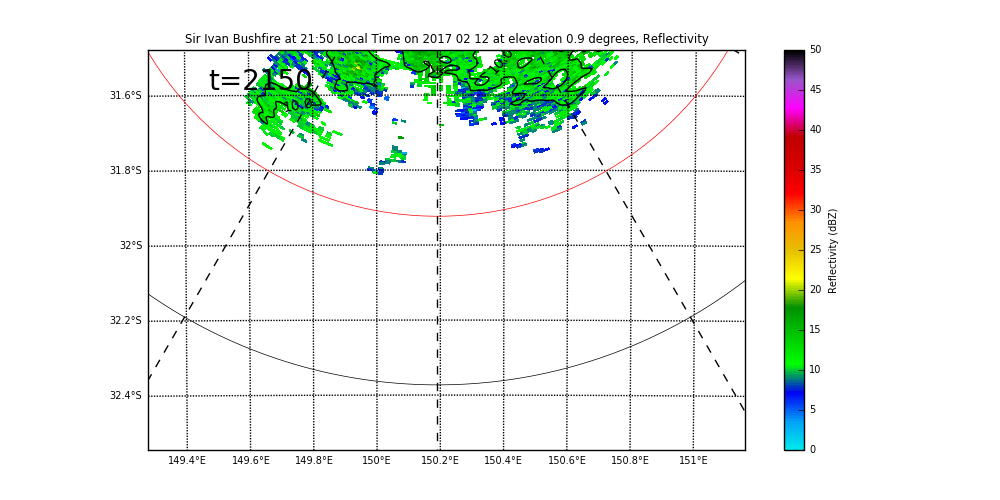 Sir Ivan Bushfire at 21:50 Local Time on 2017 02 12 at elevation 0.9 degrees, Reflectivity
t=2150
31.6°S
31.8°S
32°S
32.2°S
32.4°S
149.4°E 149.6°E 149.8°E 150°E 150.2°E 150.4°E 150.6°E 150.8°E 151°E
50
45
40
35
30
25
20
15
10
5
0
Reflectivity (dBZ)